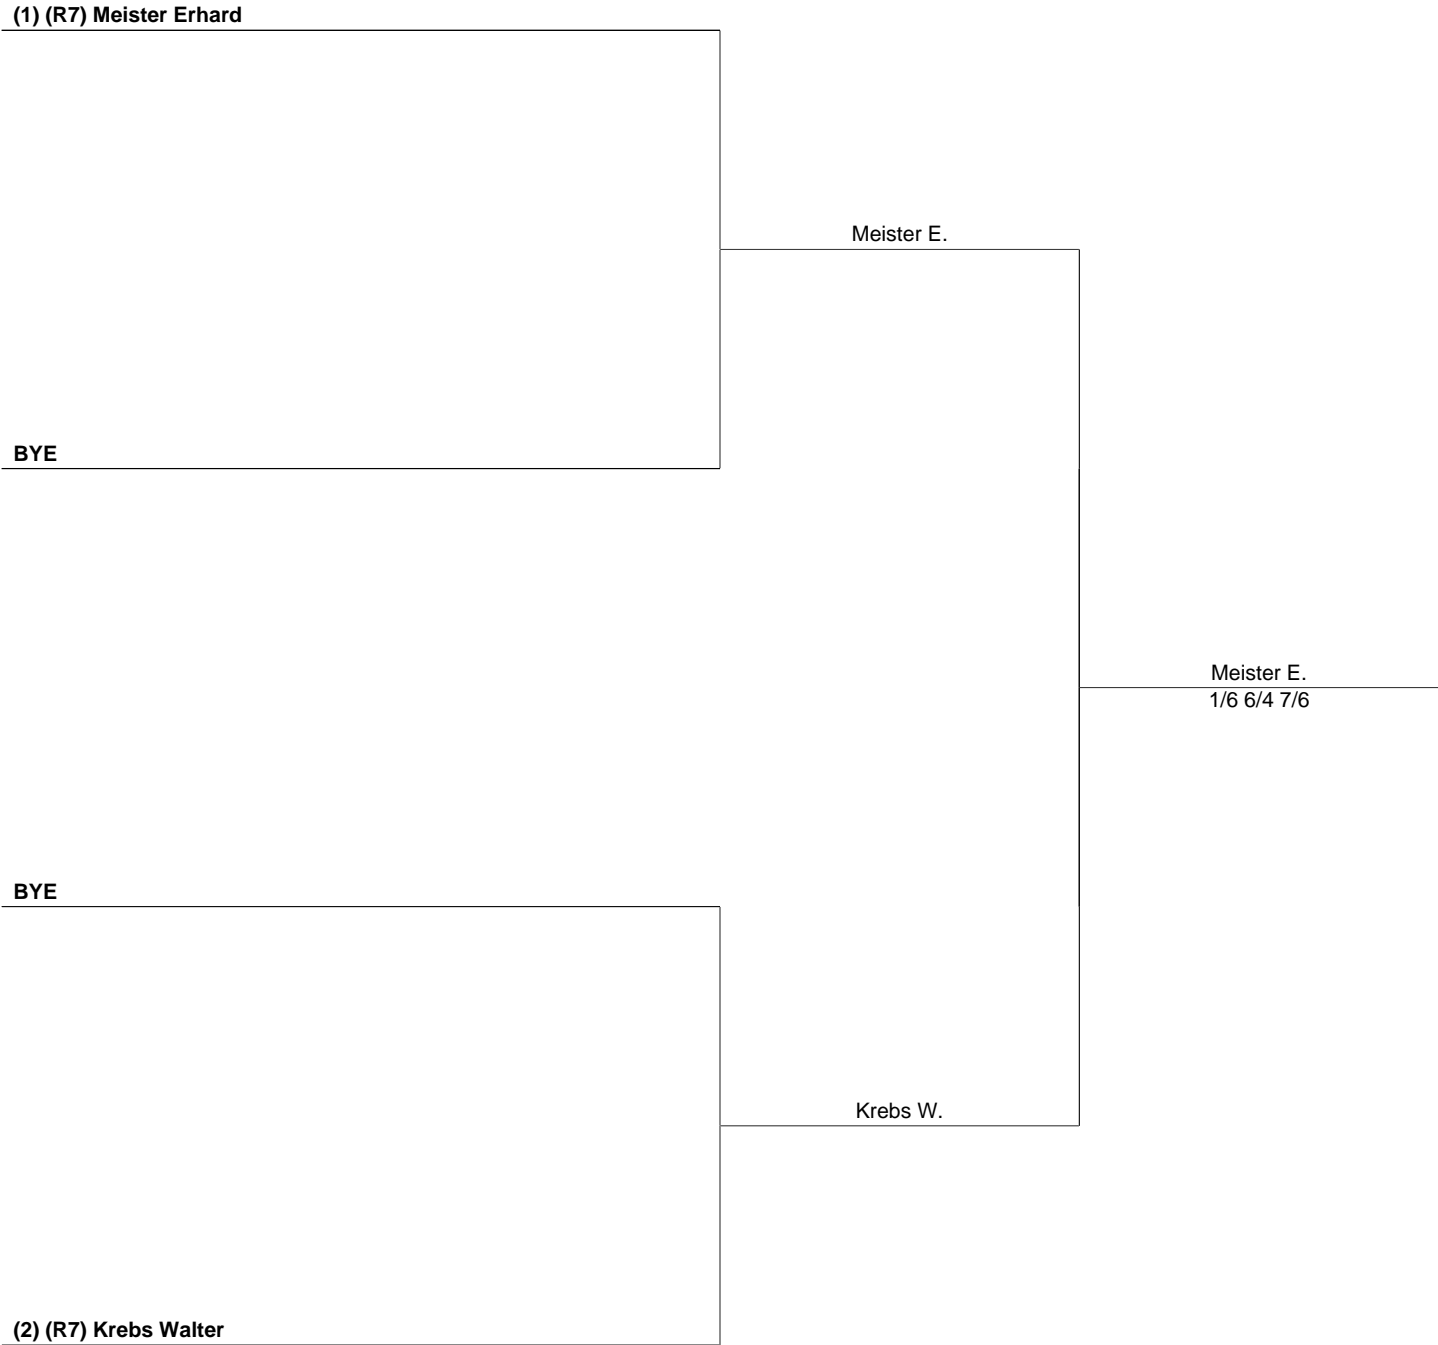 (1) (R7) Meister Erhard
Meister E.
BYE
Meister E.
1/6 6/4 7/6
BYE
Krebs W.
(2) (R7) Krebs Walter